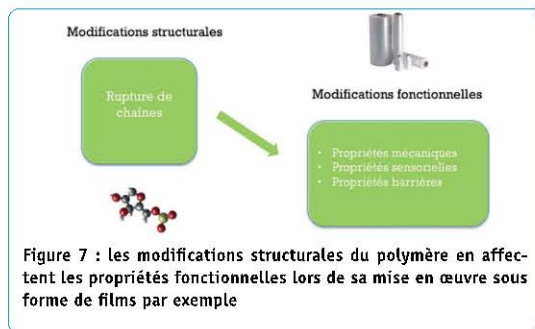 Modifications structurales
Rupture de
chaînes
Modifications fonctionnelles
• Propriétés mécaniques
• Propriétés sensorielles
• Propriétés barrières
Figure 7 : les modifications structurales du polymère en affec-
tent les propriétés fonctionnelles lors de sa mise en œuvre sous
forme de films par exemple